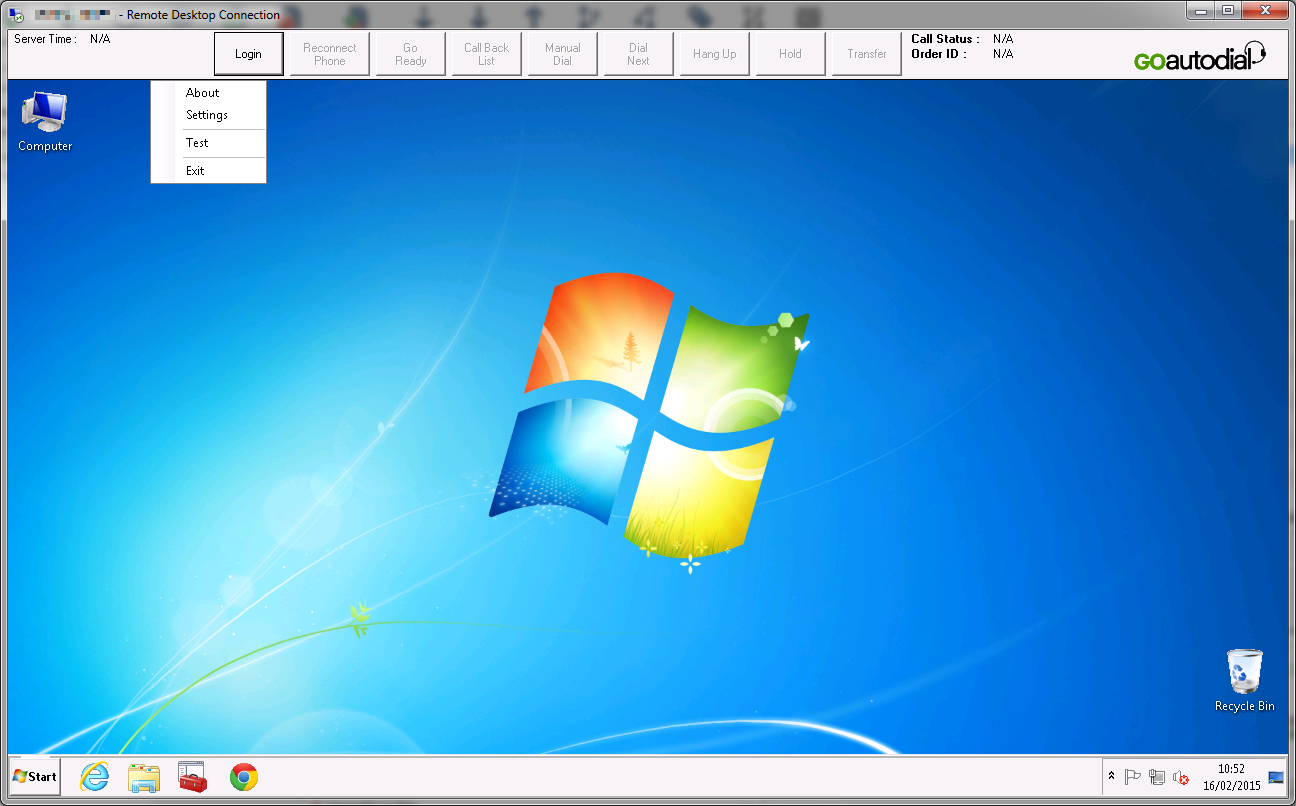 - Remote Desktop Connection
Server Time : N/A
Login
Reconnect
Phone
Go
Ready
Call Back
List
Manual
Dial
Dial
Next
Hang Up
Hold
Transfer
Call Status : N/A
Order ID : N/A
GOautodial
About
Settings
Test
Exit
Computer
Recycle Bin
Start
10:52
16/02/2015